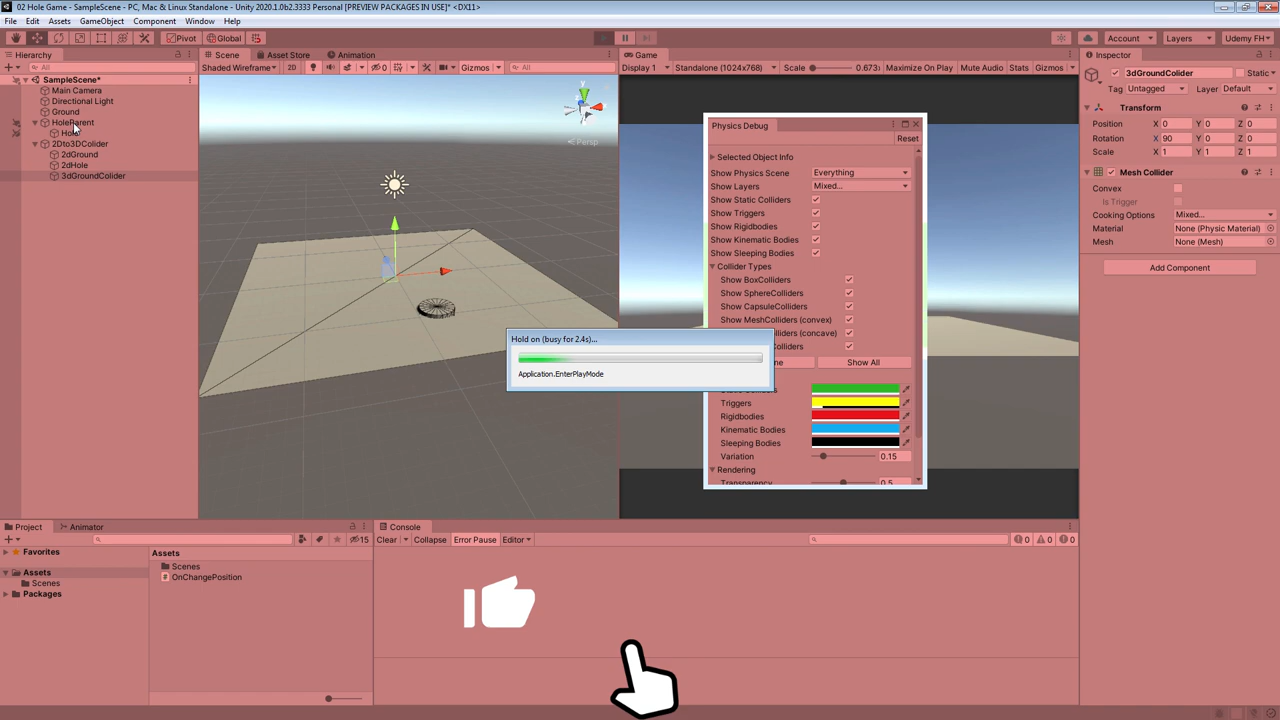 02 Hole Game - SampleScene - PC, Mac & Linux Standalone - Unity 2020.1.0b2.3333 Personal [PREVIEW PACKAGES IN USE]* <DX11>
File Edit Assets GameObject Component Window Help
Pivot Global Account Layers Udemy FH
Hierarchy
All
SampleScene*
Main Camera
Directional Light
Ground
HoleParent
Hole
2Dto3DColider
2dGround
2dHole
3dGroundColider
Scene Asset Store Animation
Shaded Wireframe 2D 0 Gizmos All
Persp
Game
Display 1 Standalone (1024x768) Scale 0.673x Maximize On Play Mute Audio Stats Gizmos
Physics Debug
Reset
Selected Object Info
Show Physics Scene Everything
Show Layers Mixed...
Show Static Colliders
Show Triggers
Show Rigidbodies
Show Kinematic Bodies
Show Sleeping Bodies
Collider Types
Show BoxColliders
Show SphereColliders
Show CapsuleColliders
Show MeshColliders (convex)
(concave)
Show All
Triggers
Rigidbodies
Kinematic Bodies
Sleeping Bodies
Variation 0.15
Rendering
Transparency 0.5
Hold on (busy for 2.4s)...
Application.EnterPlayMode
Inspector
3dGroundColider Static
Tag Untagged Layer Default
Transform
Position X 0 Y 0 Z 0
Rotation X 90 Y 0 Z 0
Scale X 1 Y 1 Z 1
Mesh Collider
Convex
Is Trigger
Cooking Options Mixed...
Material None (Physic Material)
Mesh None (Mesh)
Add Component
Project Animator
15
Favorites
Assets
Scenes
Packages
Assets
Scenes
OnChangePosition
Console
Clear Collapse Error Pause Editor 0 0 0